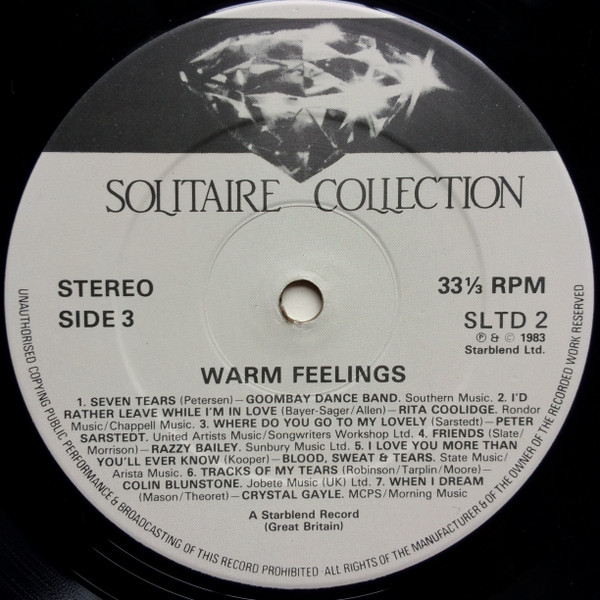 SOLITAIRE COLLECTION
STEREO
SIDE 3
33⅓ RPM
SLTD 2
℗ & © 1983
Starblend Ltd.
WARM FEELINGS
1. SEVEN TEARS (Petersen)—GOOMBAY DANCE BAND. Southern Music. 2. I'D
RATHER LEAVE WHILE I'M IN LOVE (Bayer-Sager/Allen)—RITA COOLIDGE. Rondor
Music/Chappell Music. 3. WHERE DO YOU GO TO MY LOVELY (Sarstedt)—PETER
SARSTEDT. United Artists Music/Songwriters Workshop Ltd. 4. FRIENDS (Slate/
Morrison)—RAZZY BAILEY. Sunbury Music Ltd. 5. I LOVE YOU MORE THAN
YOU'LL EVER KNOW (Kooper)—BLOOD, SWEAT & TEARS. State Music/
Arista Music. 6. TRACKS OF MY TEARS (Robinson/Tarplin/Moore)—
COLIN BLUNSTONE. Jobete Music (UK) Ltd. 7. WHEN I DREAM
(Mason/Theoret)—CRYSTAL GAYLE. MCPS/Morning Music
A Starblend Record
(Great Britain)
UNAUTHORISED COPYING PUBLIC PERFORMANCE & BROADCASTING OF THIS RECORD PROHIBITED ALL RIGHTS OF THE MANUFACTURER & OF THE OWNER OF THE RECORDED WORK RESERVED